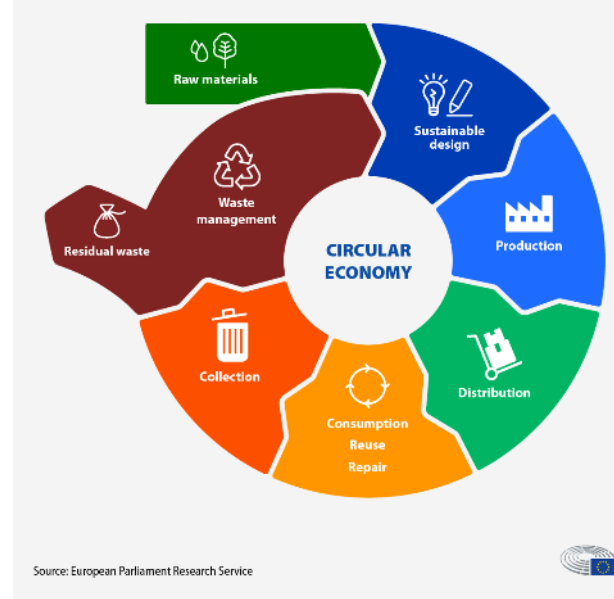 Raw materials
Sustainable
design
Production
Distribution
Consumption
Reuse
Repair
Collection
Waste
management
Residual waste
CIRCULAR
ECONOMY
Source: European Parliament Research Service